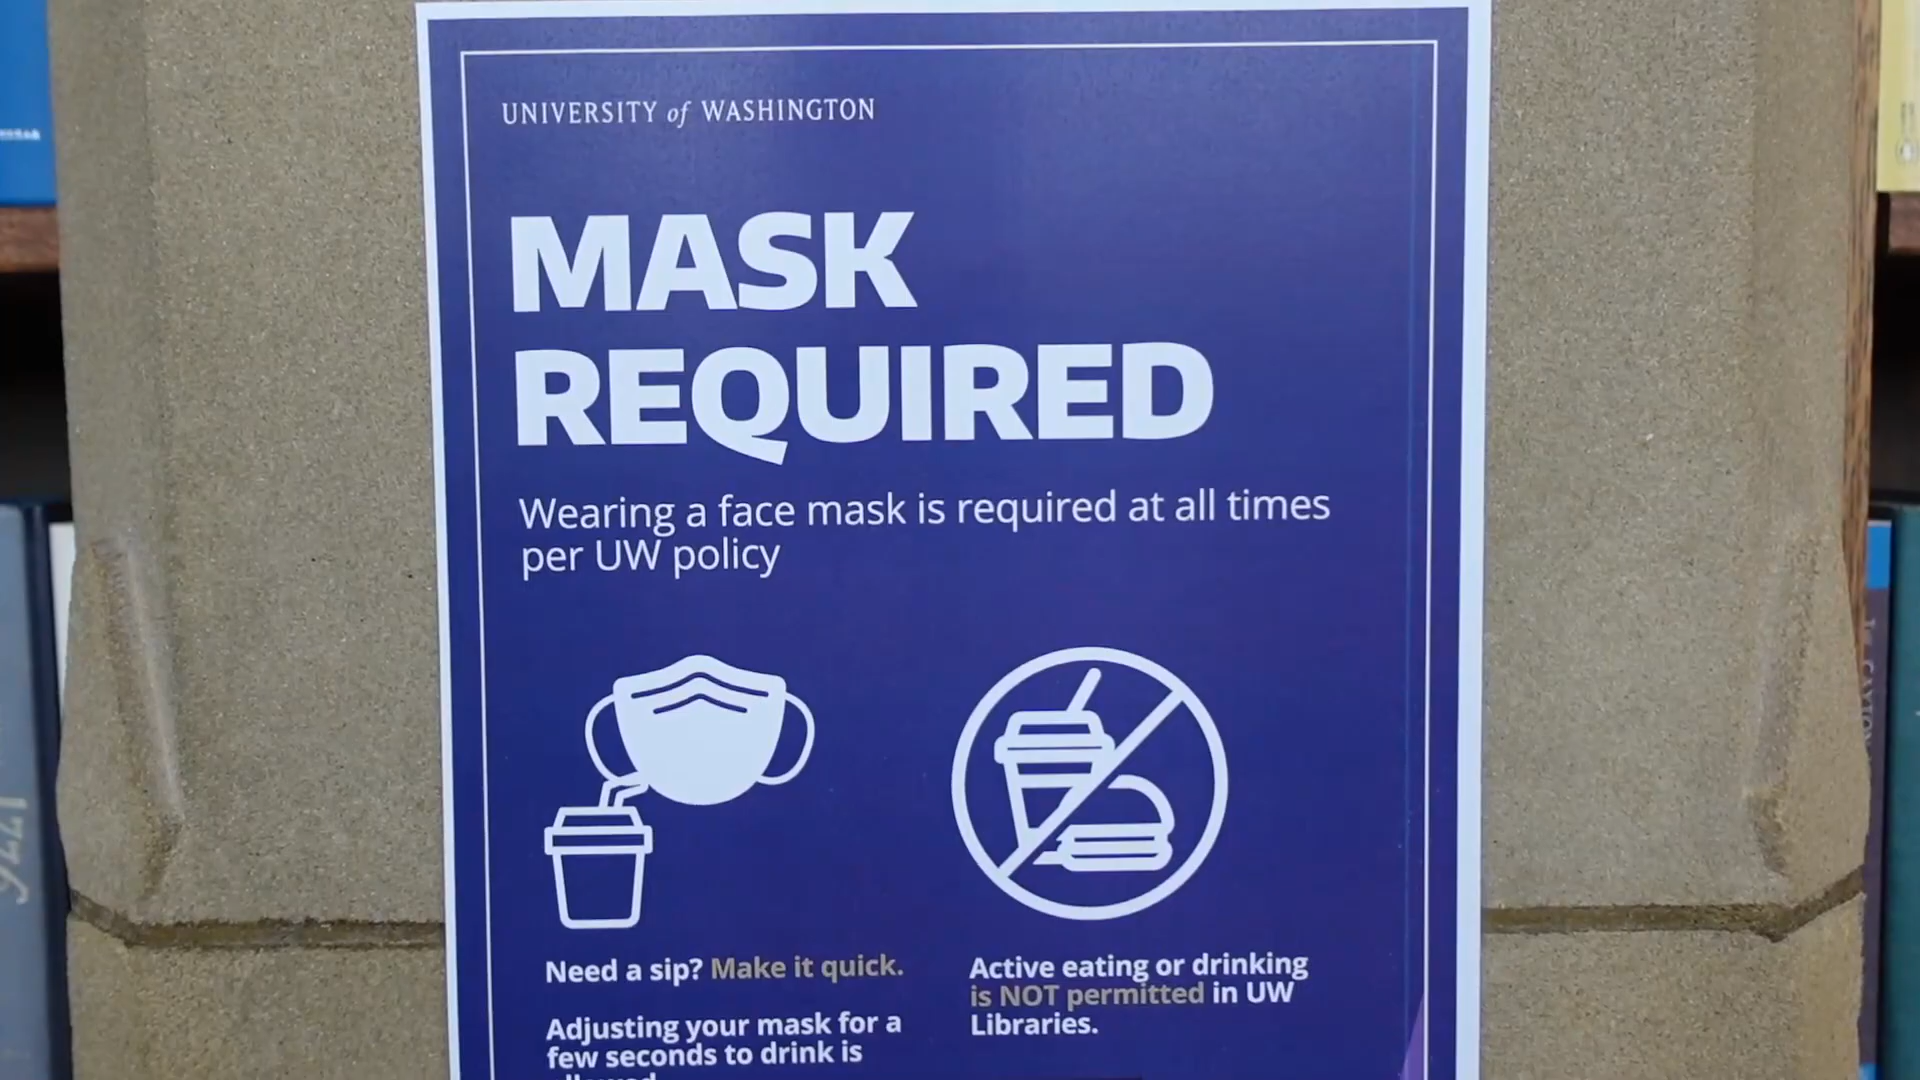 UNIVERSITY of WASHINGTON
MASK
REQUIRED
Wearing a face mask is required at all times
per UW policy
Need a sip? Make it quick.
Adjusting your mask for a
few seconds to drink is
Active eating or drinking
is NOT permitted in UW
Libraries.
1776